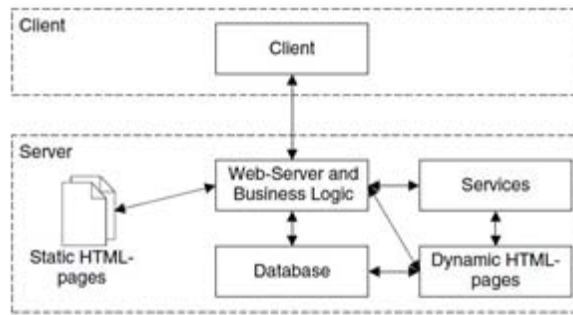 Client
Client
Server
Web-Server and
Business Logic
Services
Static HTML-
pages
Database
Dynamic HTML-
pages